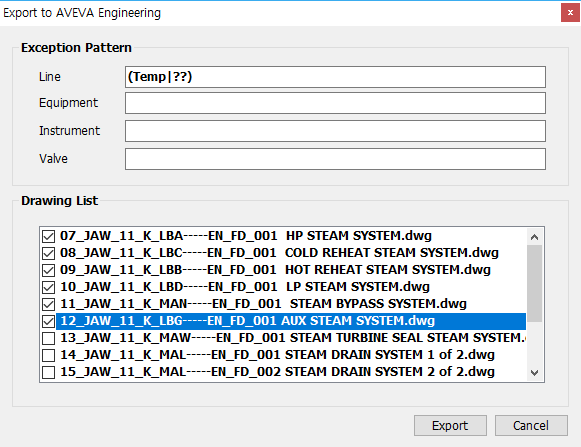 Export to AVEVA Engineering
Exception Pattern
Line (Temp|??)
Equipment
Instrument
Valve
Drawing List
07_JAW_11_K_LBA-----EN_FD_001  HP STEAM SYSTEM.dwg
08_JAW_11_K_LBC-----EN_FD_001  COLD REHEAT STEAM SYSTEM.dwg
09_JAW_11_K_LBB-----EN_FD_001  HOT REHEAT STEAM SYSTEM.dwg
10_JAW_11_K_LBD-----EN_FD_001  LP STEAM SYSTEM.dwg
11_JAW_11_K_MAN-----EN_FD_001  STEAM BYPASS SYSTEM.dwg
12_JAW_11_K_LBG-----EN_FD_001 AUX STEAM SYSTEM.dwg
13_JAW_11_K_MAW-----EN_FD_001 STEAM TURBINE SEAL STEAM SYSTEM.
14_JAW_11_K_MAL-----EN_FD_001 STEAM DRAIN SYSTEM 1 of 2.dwg
15_JAW_11_K_MAL-----EN_FD_002 STEAM DRAIN SYSTEM 2 of 2.dwg
Export Cancel